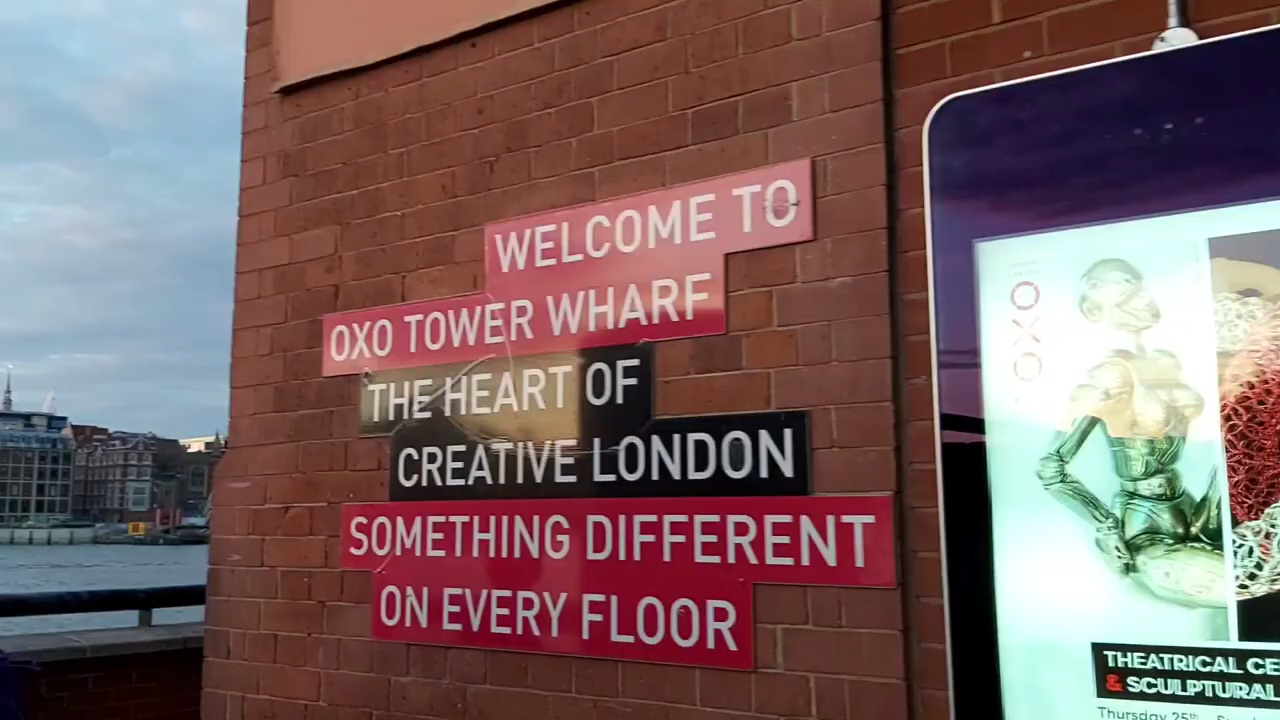 WELCOME TO
OXO TOWER WHARF
THE HEART OF
CREATIVE LONDON
SOMETHING DIFFERENT
ON EVERY FLOOR
OXO
THEATRICAL CE
& SCULPTURAL
Thursday 25th